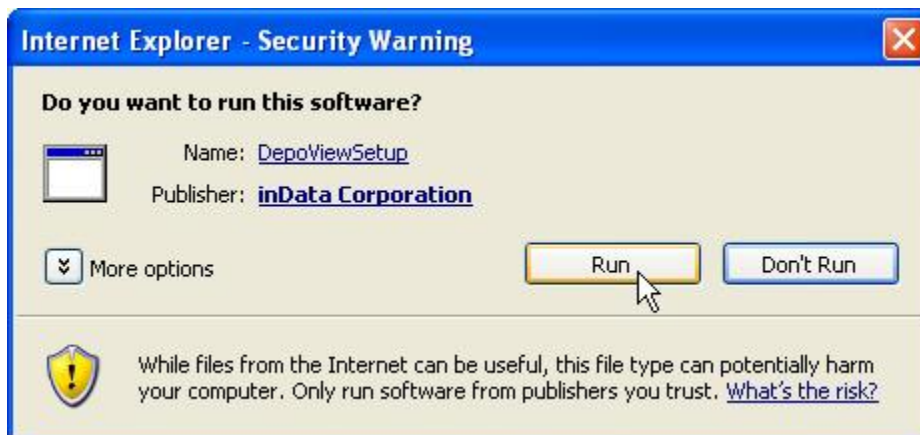 Internet Explorer - Security Warning
Do you want to run this software?
Name: DepoViewSetup
Publisher: inData Corporation
More options
Run
Don't Run
While files from the Internet can be useful, this file type can potentially harm
your computer. Only run software from publishers you trust. What's the risk?